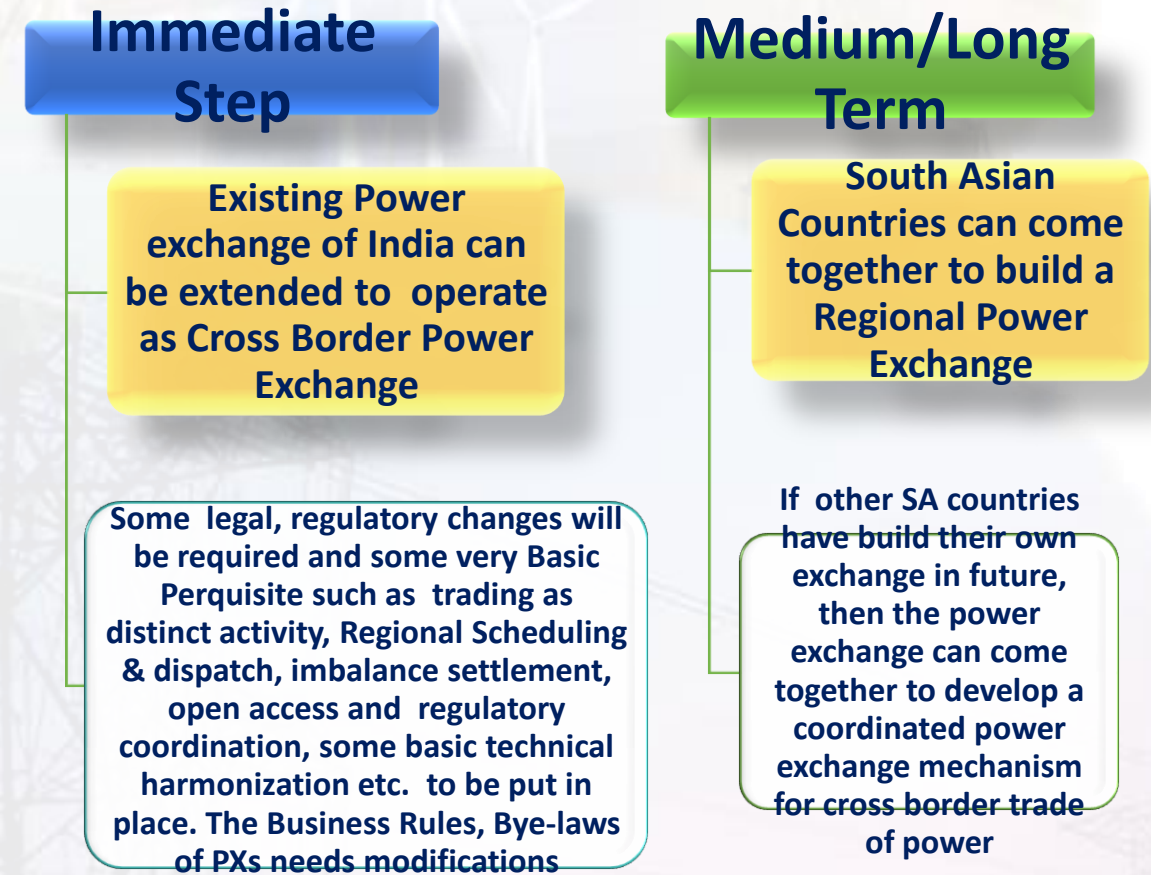 Immediate
Step
Existing Power
exchange of India can
be extended to operate
as Cross Border Power
Exchange
Some legal, regulatory changes will
be required and some very Basic
Perquisite such as trading as
distinct activity, Regional Scheduling
& dispatch, imbalance settlement,
open access and regulatory
coordination, some basic technical
harmonization etc. to be put in
place. The Business Rules, Bye-laws
of PXs needs modifications
Medium/Long
Term
South Asian
Countries can come
together to build a
Regional Power
Exchange
If other SA countries
have build their own
exchange in future,
then the power
exchange can come
together to develop a
coordinated power
exchange mechanism
for cross border trade
of power